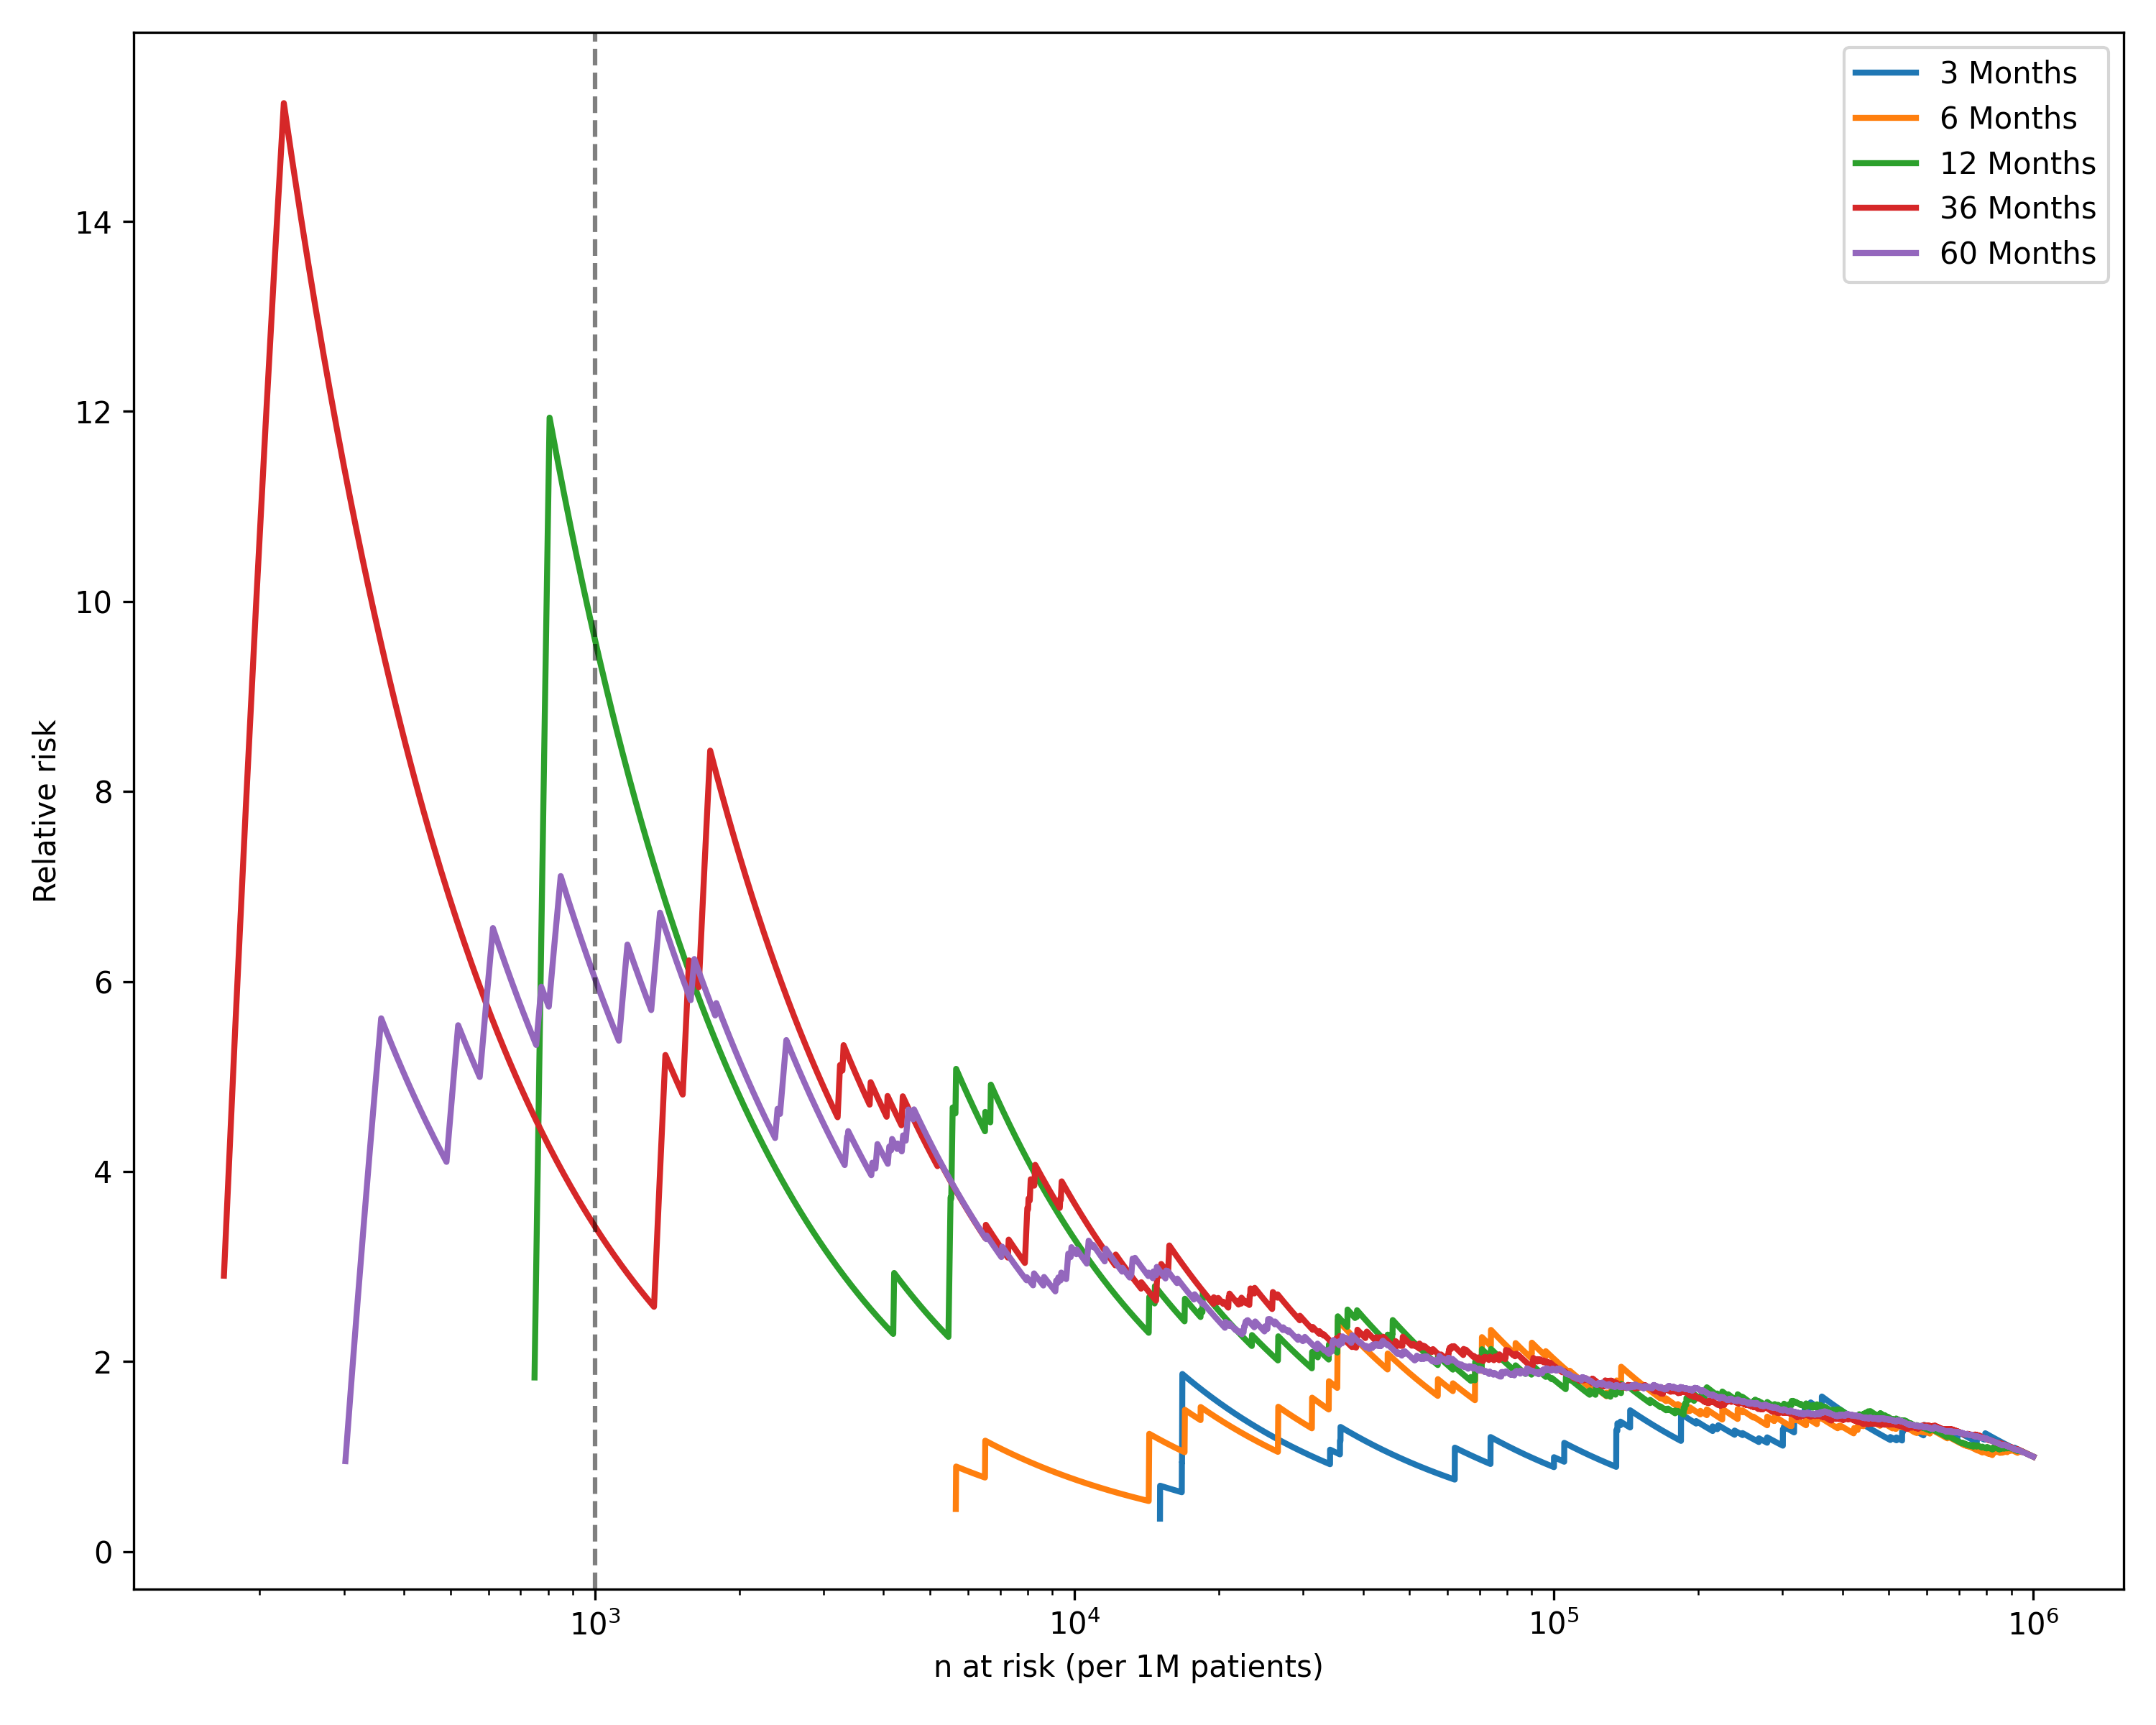 3 Months
6 Months
12 Months
36 Months
60 Months
14
12
10
8
6
4
2
0
Relative risk
10³ 10⁴ 10⁵ 10⁶
n at risk (per 1M patients)